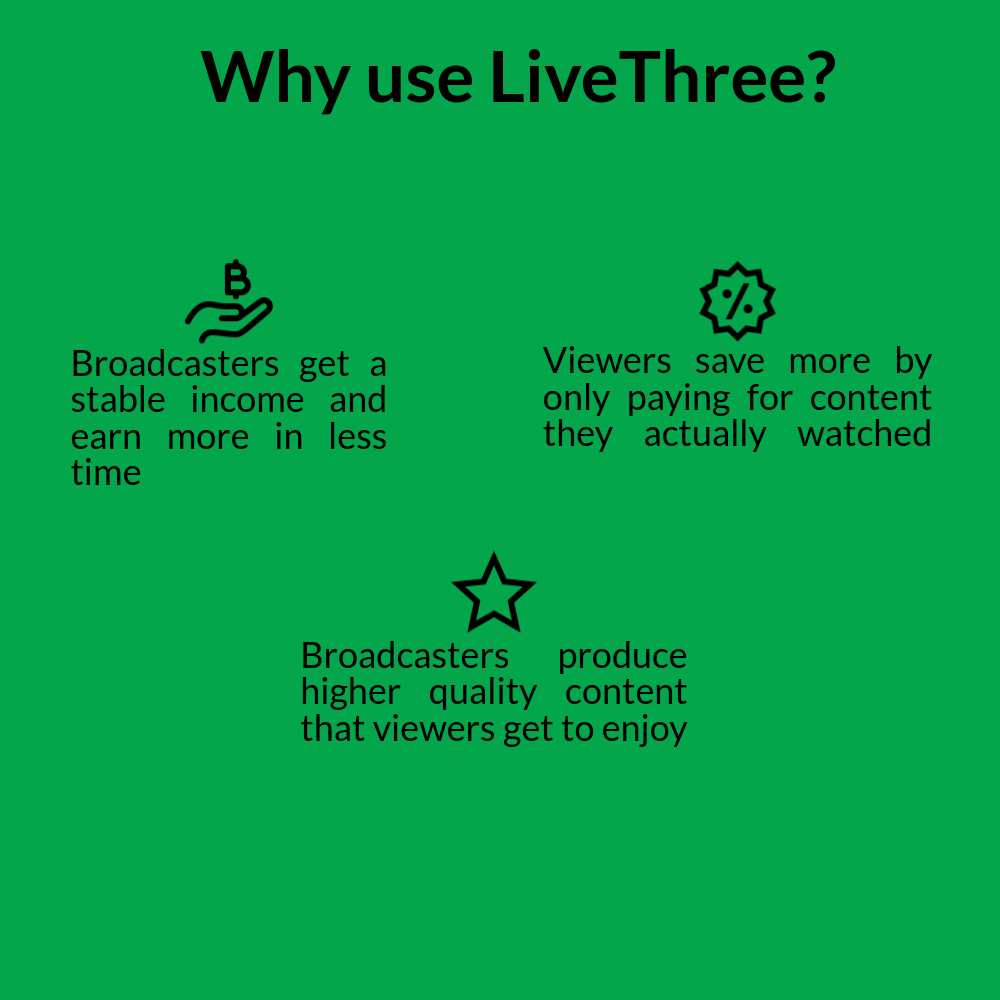 Why use LiveThree?
Broadcasters get a
stable income and
earn more in less
time
Viewers save more by
only paying for content
they actually watched
Broadcasters produce
higher quality content
that viewers get to enjoy